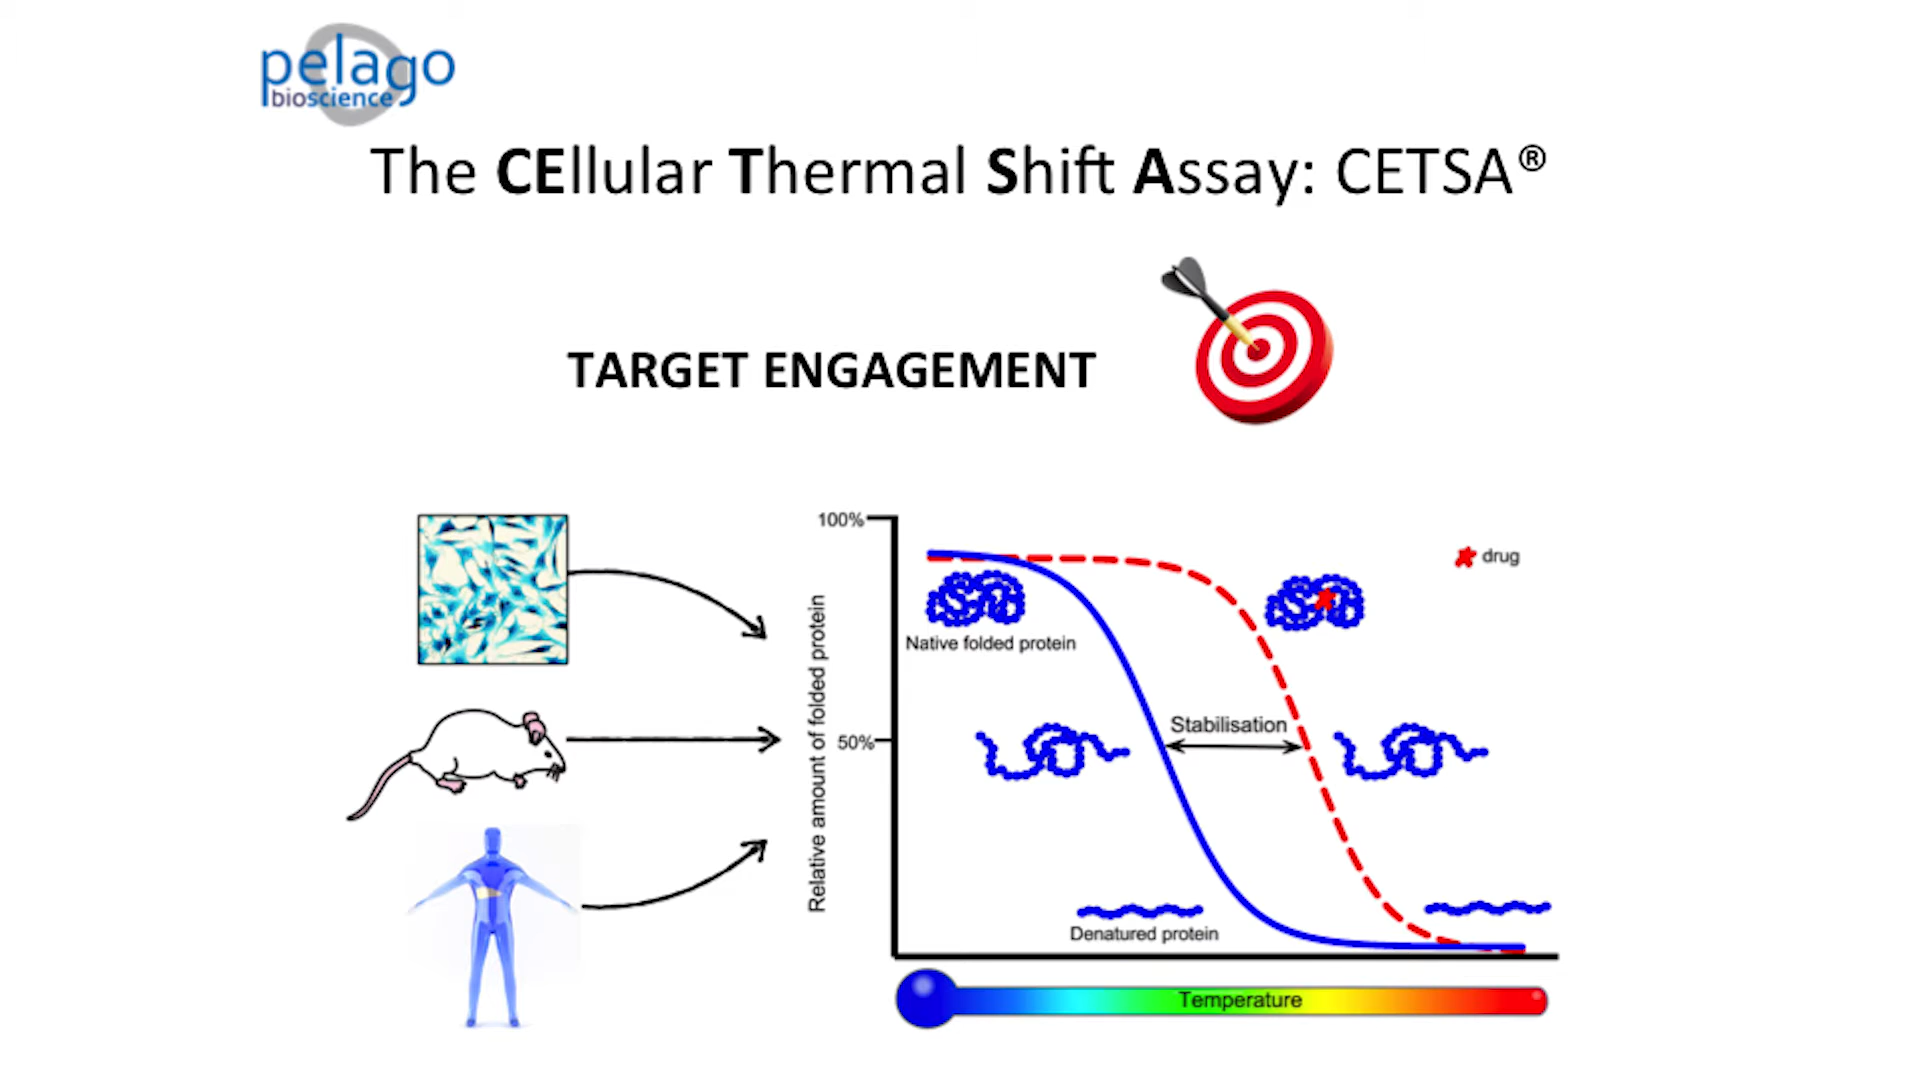 pelago
bioscience
The CEllular Thermal Shift Assay: CETSA®
TARGET ENGAGEMENT
100%
50%
Relative amount of folded protein
drug
Native folded protein
Stabilisation
Denatured protein
Temperature